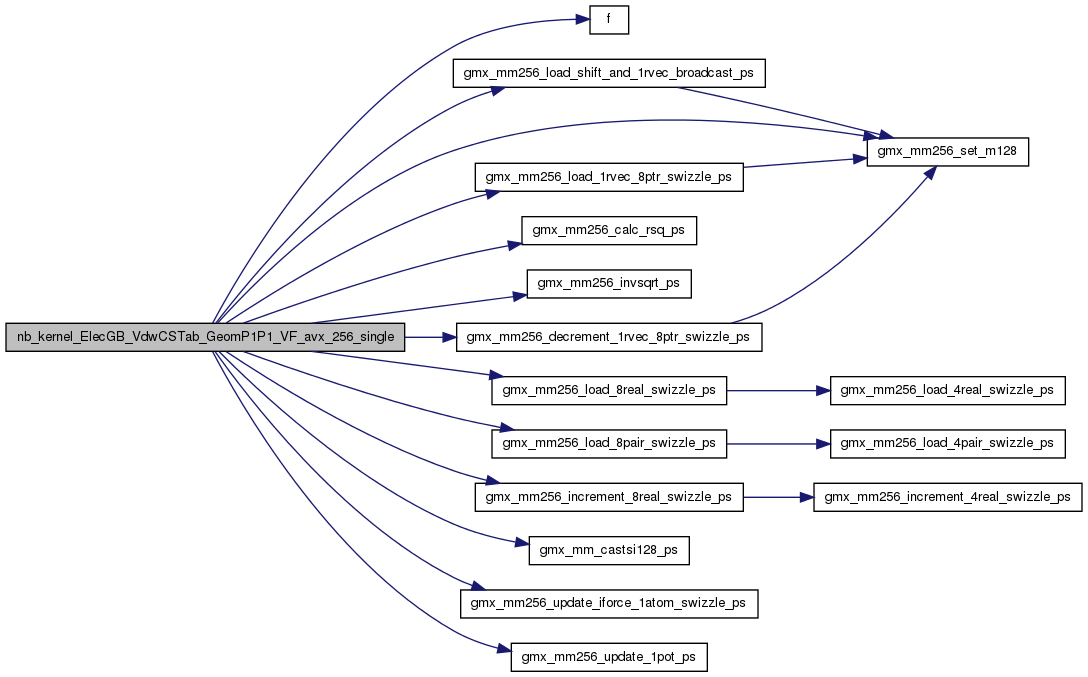 f
gmx_mm256_load_shift_and_1rvec_broadcast_ps
gmx_mm256_set_m128
gmx_mm256_load_1rvec_8ptr_swizzle_ps
gmx_mm256_calc_rsq_ps
gmx_mm256_invsqrt_ps
nb_kernel_ElecGB_VdwCSTab_GeomP1P1_VF_avx_256_single
gmx_mm256_decrement_1rvec_8ptr_swizzle_ps
gmx_mm256_load_8real_swizzle_ps
gmx_mm256_load_4real_swizzle_ps
gmx_mm256_load_8pair_swizzle_ps
gmx_mm256_load_4pair_swizzle_ps
gmx_mm256_increment_8real_swizzle_ps
gmx_mm256_increment_4real_swizzle_ps
gmx_mm_castsi128_ps
gmx_mm256_update_iforce_1atom_swizzle_ps
gmx_mm256_update_1pot_ps